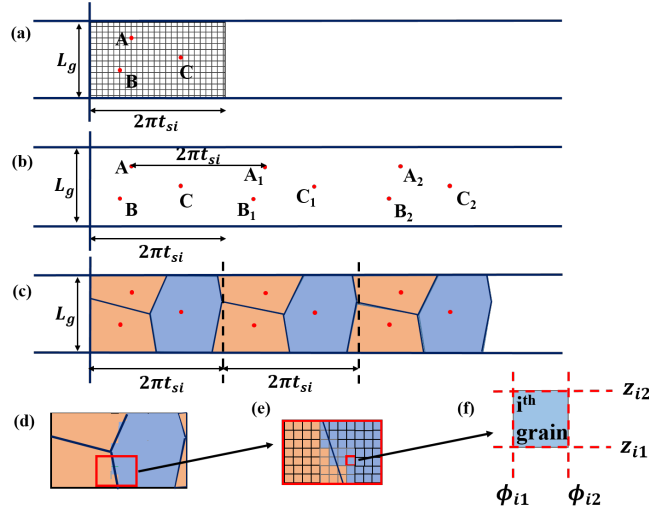 (a)
A
L_g
B
C
2πt_si
(b)
A
2πt_si
A_1
A_2
L_g
C
C_1
C_2
B
B_1
B_2
2πt_si
(c)
L_g
2πt_si
2πt_si
(d)
(e)
(f)
i^th
grain
z_i2
z_i1
ϕ_i1
ϕ_i2